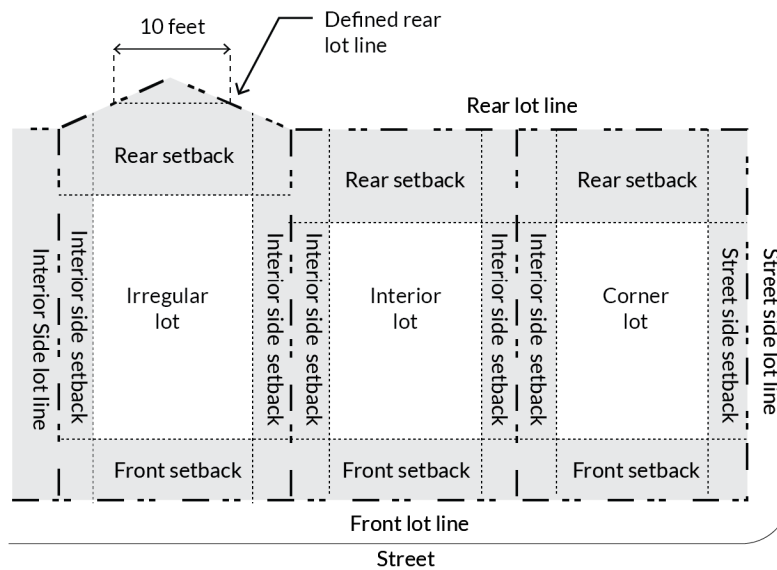 10 feet
Defined rear
lot line
Rear lot line
Rear setback
Rear setback
Rear setback
Interior Side lot line
Interior side setback
Irregular
lot
Interior side setback
Interior side setback
Interior
lot
Interior side setback
Interior side setback
Corner
lot
Street side setback
Street side lot line
Front setback
Front setback
Front setback
Front lot line
Street